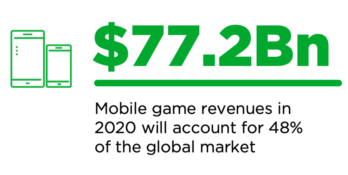 $77.2Bn
Mobile game revenues in
2020 will account for 48%
of the global market